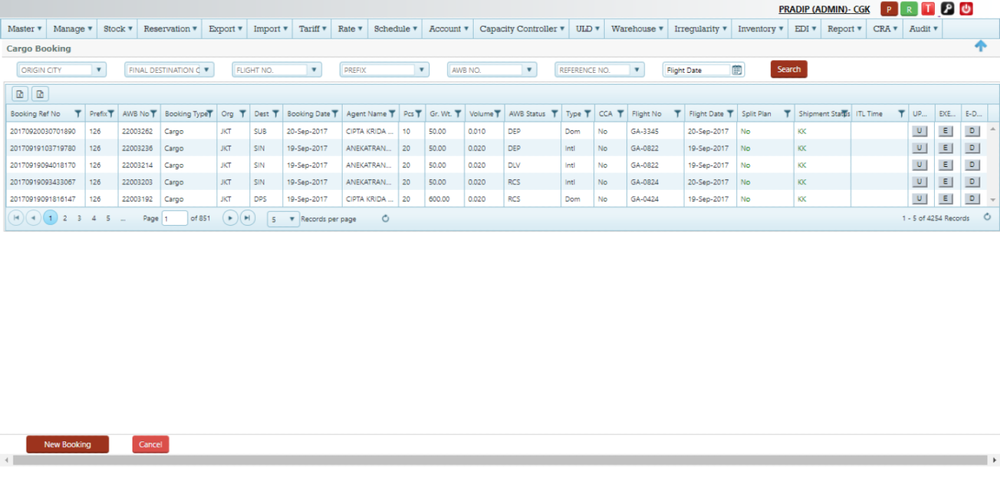 PRADIP (ADMIN)- CGK P R T
Master Manage Stock Reservation Export Import Tariff Rate Schedule Account Capacity Controller ULD Warehouse Irregularity Inventory EDI Report CRA Audit
Cargo Booking
ORIGIN CITY FINAL DESTINATION C FLIGHT NO. PREFIX AWB NO. REFERENCE NO. Flight Date Search
Booking Ref No Prefix AWB No Booking Type Org Dest Booking Date Agent Name Pcs Gr. Wt. Volume AWB Status Type CCA Flight No Flight Date Split Plan Shipment Status ITL Time UP... EXE... E-D...
20170920030701890 126 22003262 Cargo JKT SUB 20-Sep-2017 CIPTA KRIDA ... 10 50.00 0.010 DEP Dom No GA-3345 20-Sep-2017 No KK U E D
20170919103719780 126 22003236 Cargo JKT SIN 19-Sep-2017 ANEKATRAN... 20 50.00 0.020 DEP Intl No GA-0822 19-Sep-2017 No KK U E D
20170919094018170 126 22003214 Cargo JKT SIN 19-Sep-2017 ANEKATRAN... 20 50.00 0.020 DLV Intl No GA-0822 19-Sep-2017 No KK U E D
20170919093433067 126 22003203 Cargo JKT SIN 19-Sep-2017 ANEKATRAN... 20 50.00 0.020 RCS Intl No GA-0824 20-Sep-2017 No KK U E D
20170919091816147 126 22003192 Cargo JKT DPS 19-Sep-2017 CIPTA KRIDA ... 20 600.00 0.020 RCS Dom No GA-0424 19-Sep-2017 No KK U E D
1 2 3 4 5 ... Page 1 of 851 5 Records per page 1 - 5 of 4254 Records
New Booking Cancel